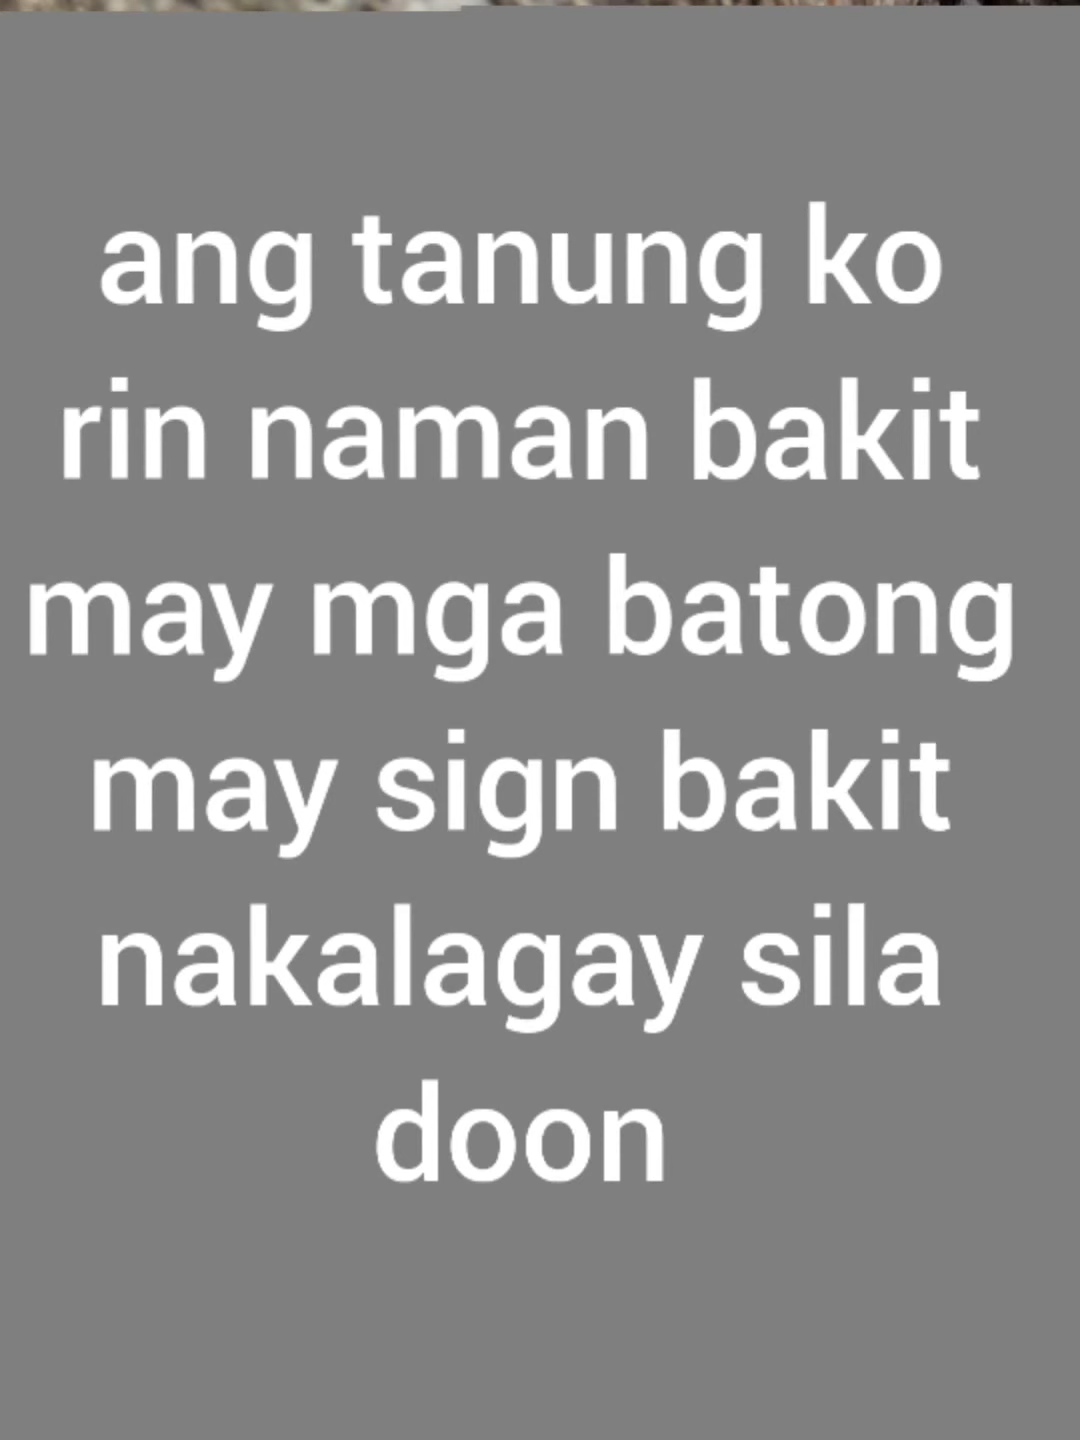 ang tanung ko
rin naman bakit
may mga batong
may sign bakit
nakalagay sila
doon